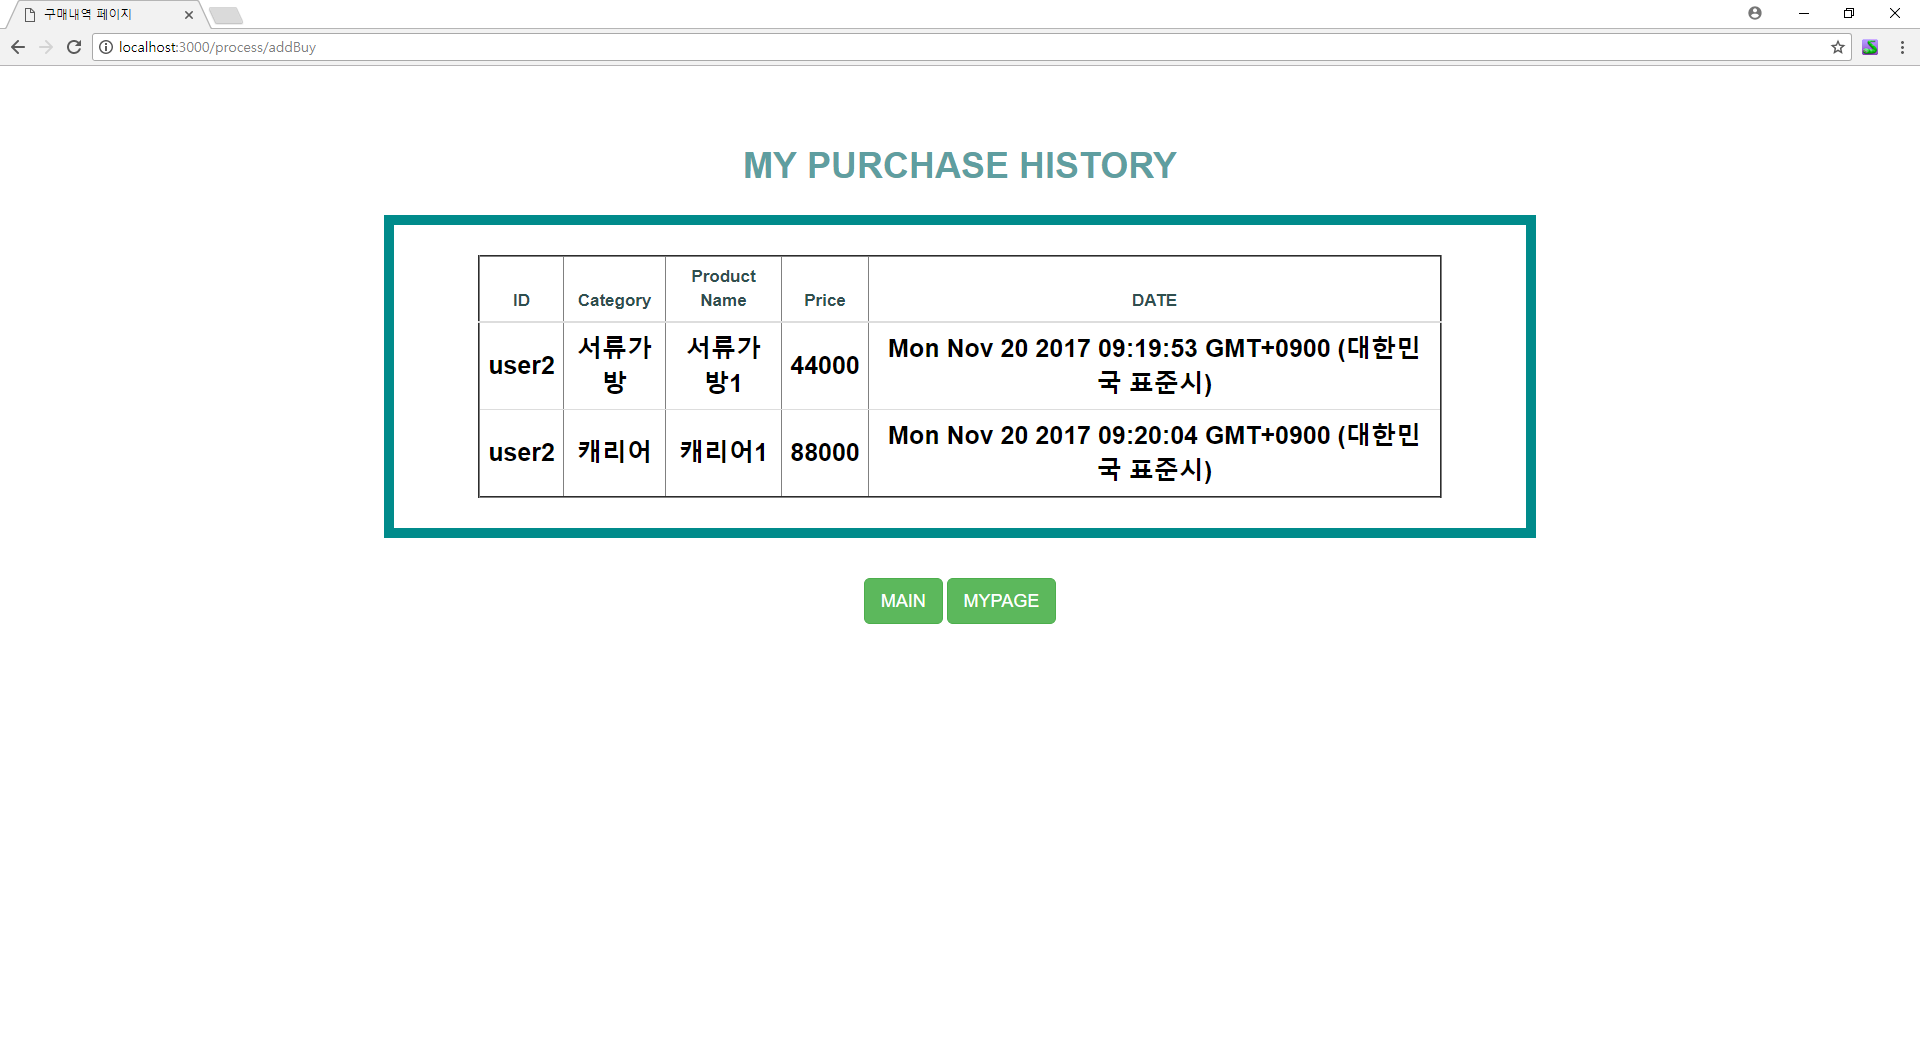 구매내역 페이지
localhost:3000/process/addBuy
MY PURCHASE HISTORY
ID Category Product Name Price DATE
user2 서류가방 서류가방1 44000 Mon Nov 20 2017 09:19:53 GMT+0900 (대한민국 표준시)
user2 캐리어 캐리어1 88000 Mon Nov 20 2017 09:20:04 GMT+0900 (대한민국 표준시)
MAIN MYPAGE